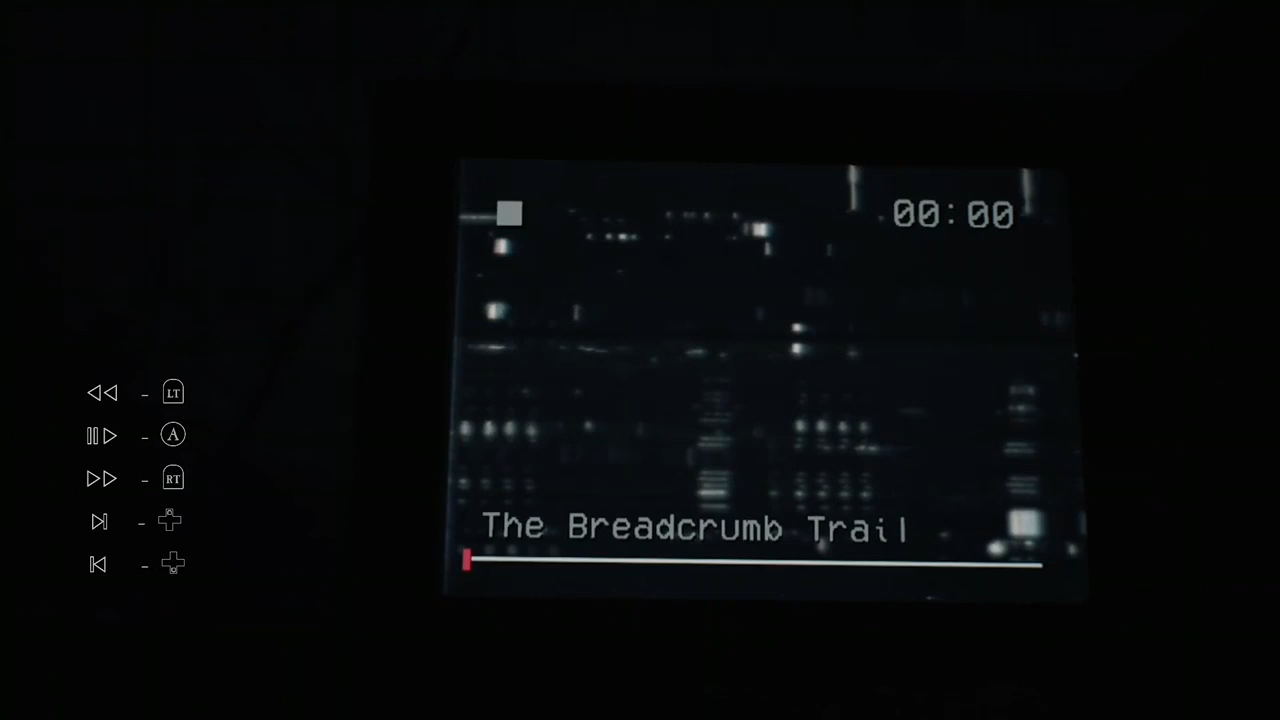 00:00
- LT
- A
- RT
-
The Breadcrumb Trail
-